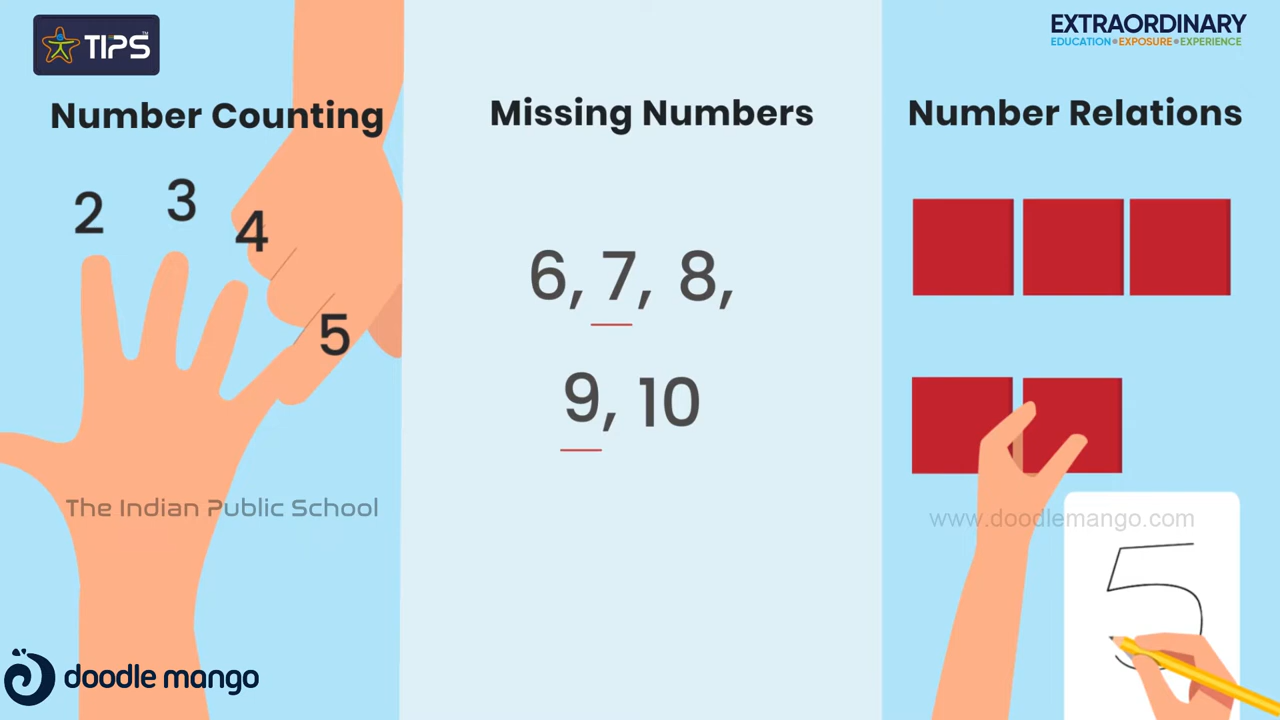 TIPS™
EXTRAORDINARY
EDUCATION • EXPOSURE • EXPERIENCE
Number Counting
2
3
4
5
The Indian Public School
doodle mango
Missing Numbers
6, 7, 8,
9, 10
Number Relations
www.doodlemango.com
5